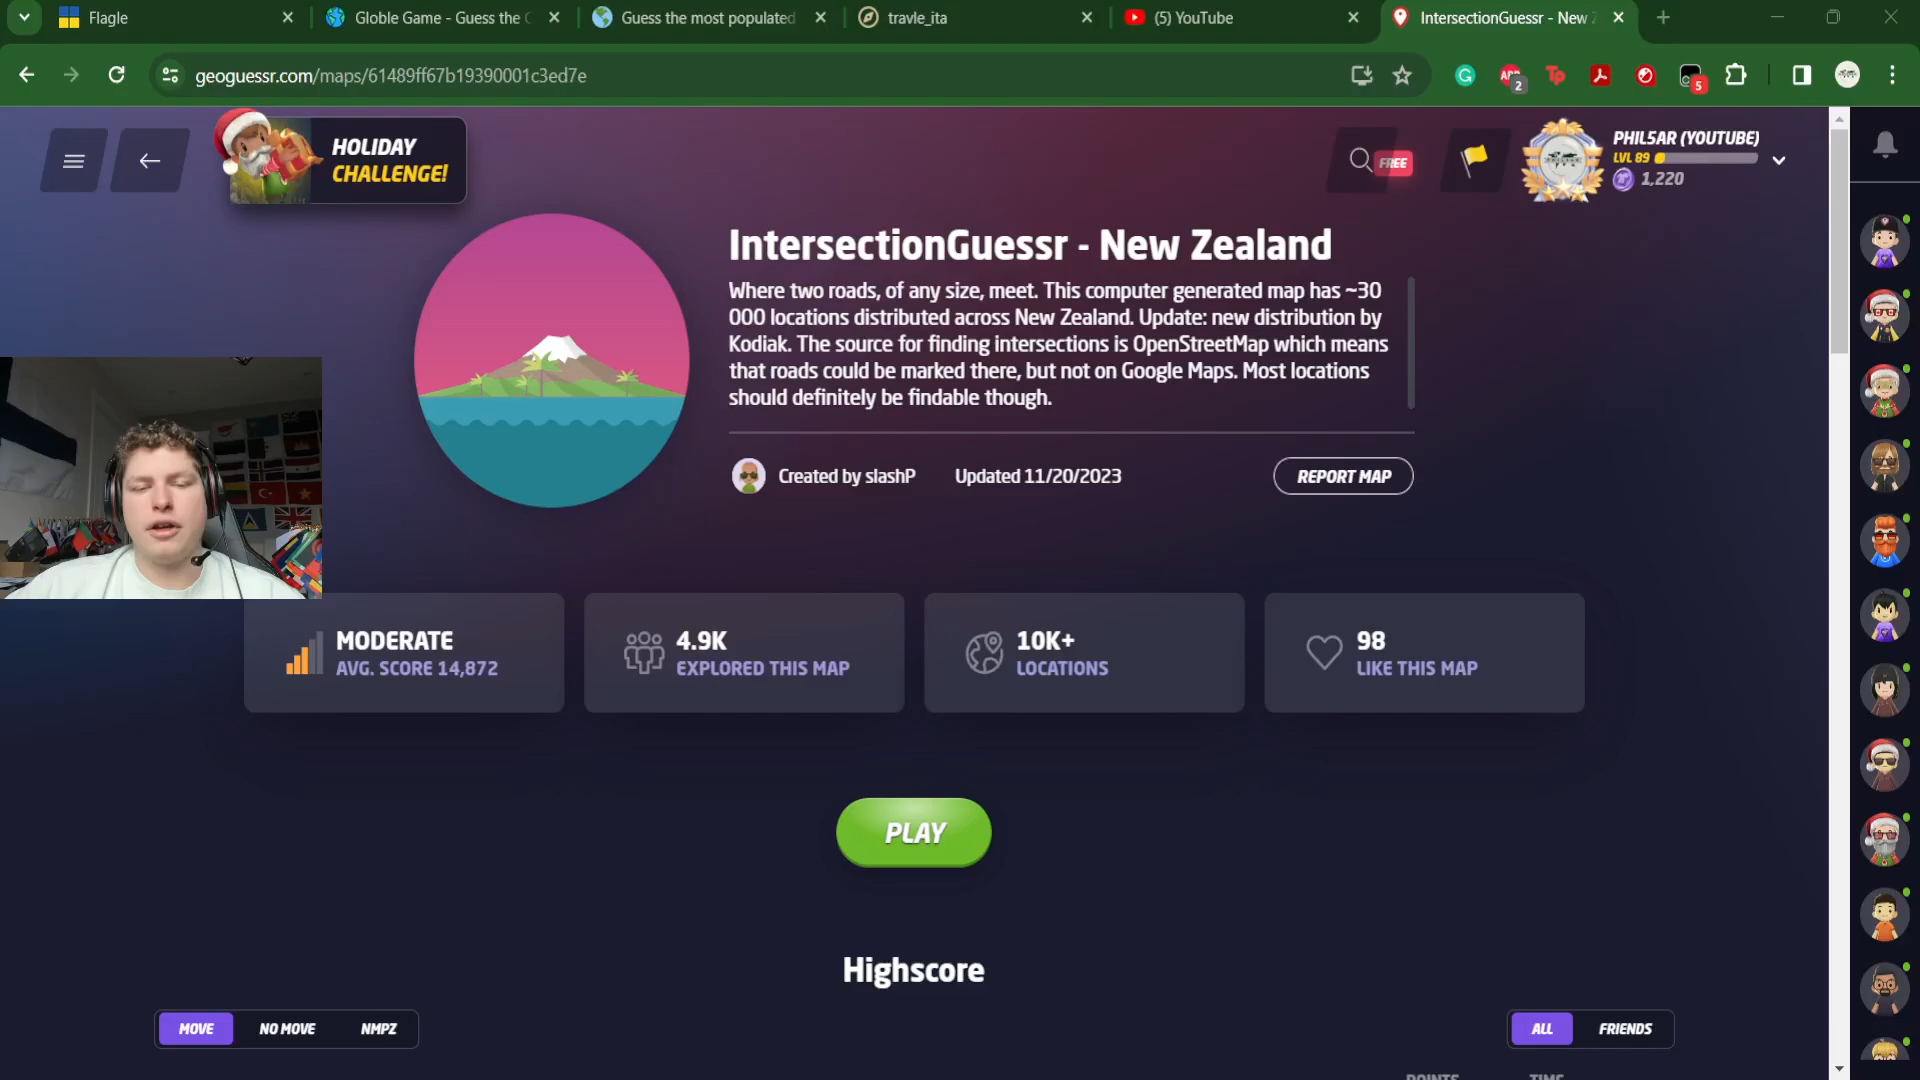 Flagle
Globle Game - Guess the C
Guess the most populated
travle_ita
(5) YouTube
IntersectionGuessr - New Z
geoguessr.com/maps/61489ff67b19390001c3ed7e
2
Tp
5
HOLIDAY
CHALLENGE!
FREE
PHIL5AR (YOUTUBE)
LVL 89
1,220
IntersectionGuessr - New Zealand
Where two roads, of any size, meet. This computer generated map has ~30
000 locations distributed across New Zealand. Update: new distribution by
Kodiak. The source for finding intersections is OpenStreetMap which means
that roads could be marked there, but not on Google Maps. Most locations
should definitely be findable though.
Created by slashP
Updated 11/20/2023
REPORT MAP
MODERATE
AVG. SCORE 14,872
4.9K
EXPLORED THIS MAP
10K+
LOCATIONS
98
LIKE THIS MAP
PLAY
Highscore
MOVE
NO MOVE
NMPZ
ALL
FRIENDS
POINTS
TIME